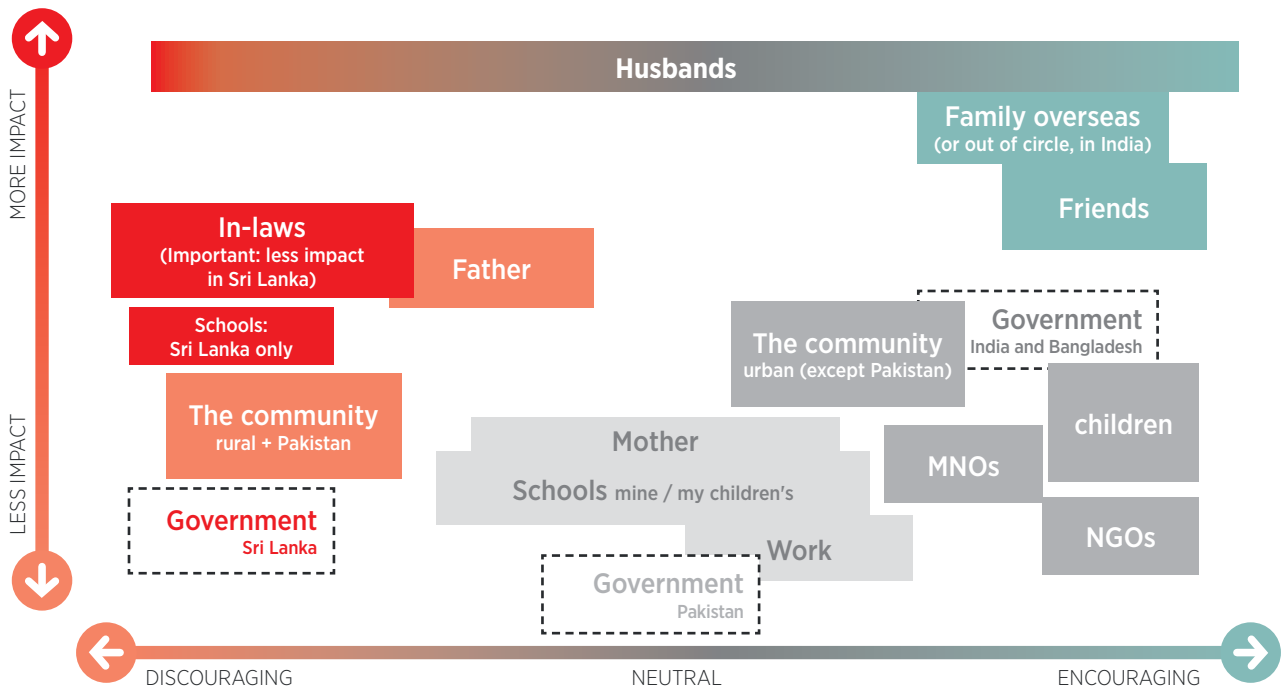 Husbands
Family overseas
(or out of circle, in India)
Friends
MORE IMPACT
In-laws
(Important: less impact
in Sri Lanka)
Father
Schools:
Sri Lanka only
The community
urban (except Pakistan)
Government
India and Bangladesh
The community
rural + Pakistan
children
Mother
MNOs
Schools mine / my children's
LESS IMPACT
Government
Sri Lanka
Work
NGOs
Government
Pakistan
DISCOURAGING
NEUTRAL
ENCOURAGING